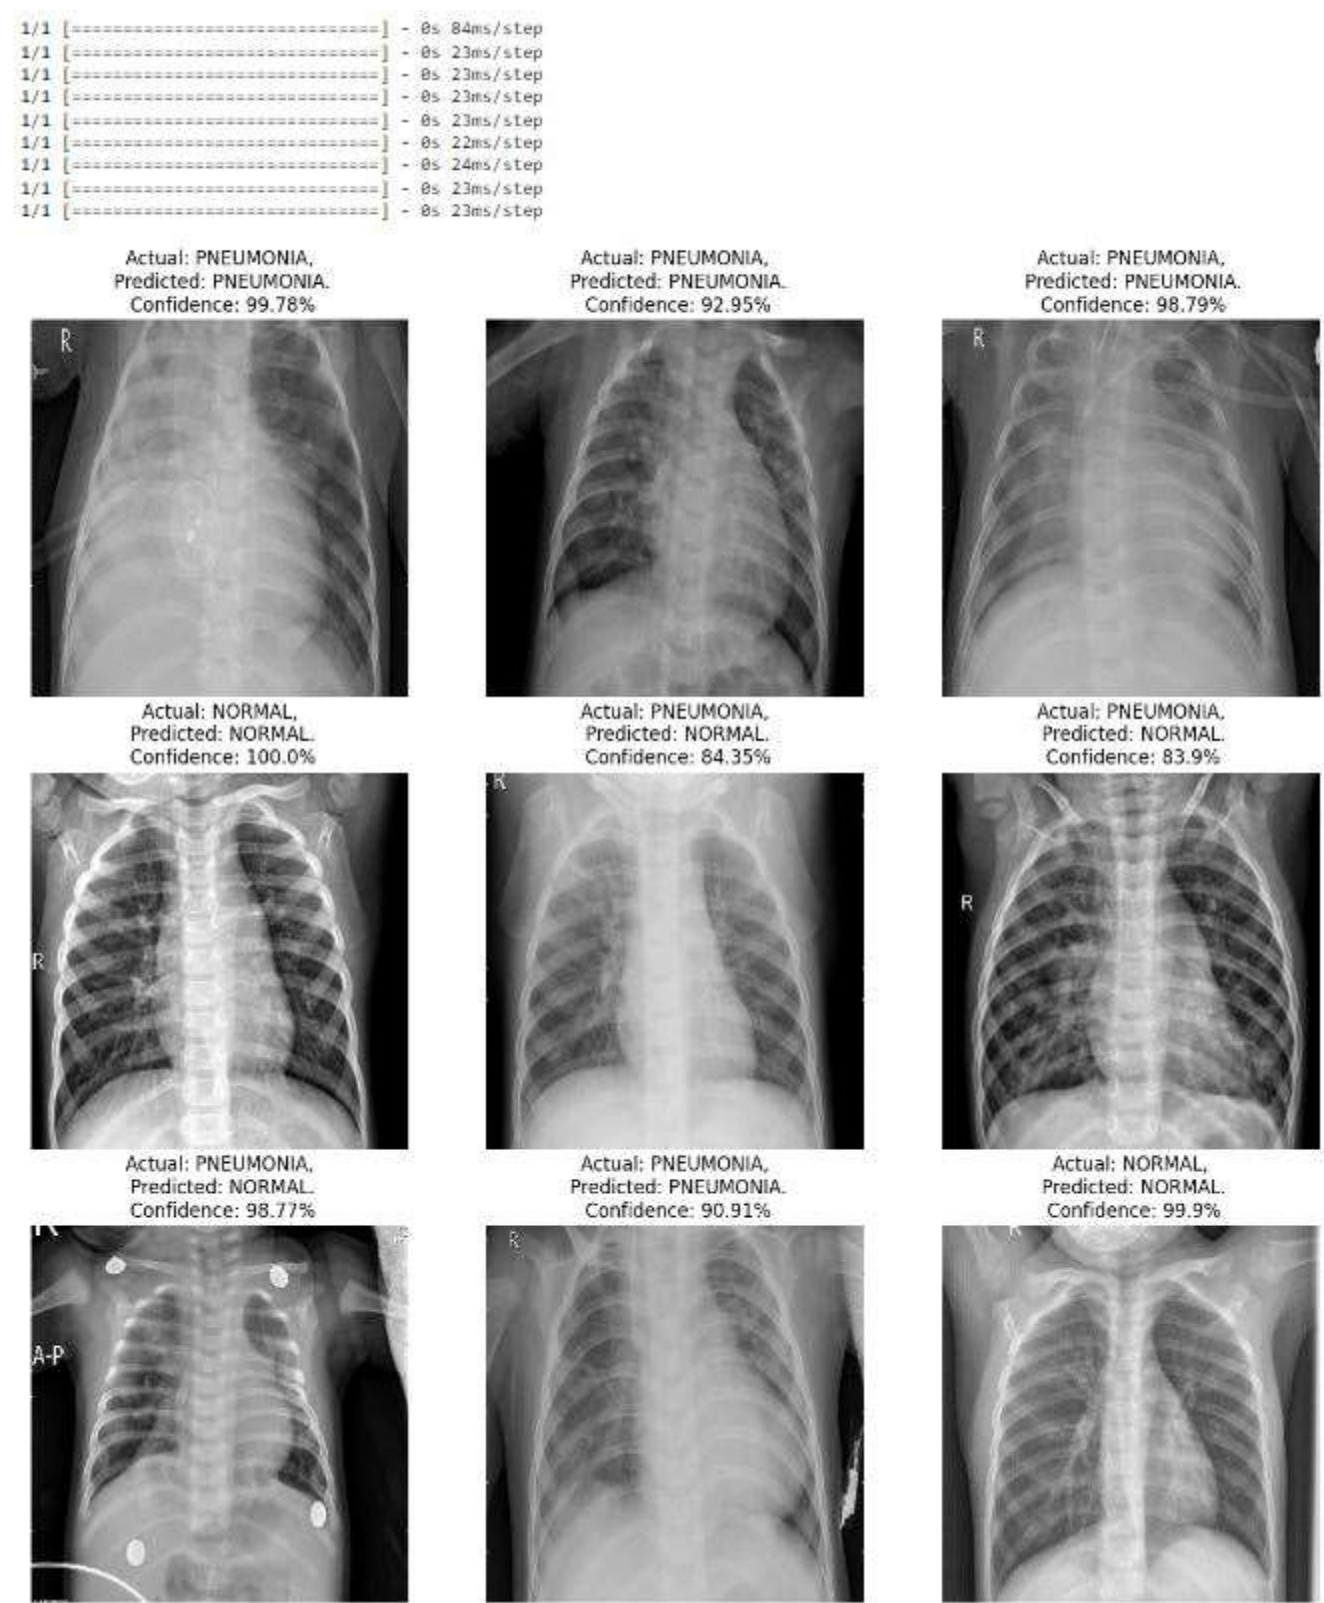 1/1 [==============================] - 0s 84ms/step
1/1 [==============================] - 0s 23ms/step
1/1 [==============================] - 0s 23ms/step
1/1 [==============================] - 0s 23ms/step
1/1 [==============================] - 0s 23ms/step
1/1 [==============================] - 0s 22ms/step
1/1 [==============================] - 0s 24ms/step
1/1 [==============================] - 0s 23ms/step
1/1 [==============================] - 0s 23ms/step
Actual: PNEUMONIA,
Predicted: PNEUMONIA.
Confidence: 99.78%
R
Actual: PNEUMONIA,
Predicted: PNEUMONIA.
Confidence: 92.95%
Actual: PNEUMONIA,
Predicted: PNEUMONIA.
Confidence: 98.79%
R
Actual: NORMAL,
Predicted: NORMAL.
Confidence: 100.0%
R
Actual: PNEUMONIA,
Predicted: NORMAL.
Confidence: 84.35%
R
Actual: PNEUMONIA,
Predicted: NORMAL.
Confidence: 83.9%
R
Actual: PNEUMONIA,
Predicted: NORMAL.
Confidence: 98.77%
R
A-P
Actual: PNEUMONIA,
Predicted: PNEUMONIA.
Confidence: 90.91%
R
Actual: NORMAL,
Predicted: NORMAL.
Confidence: 99.9%
R